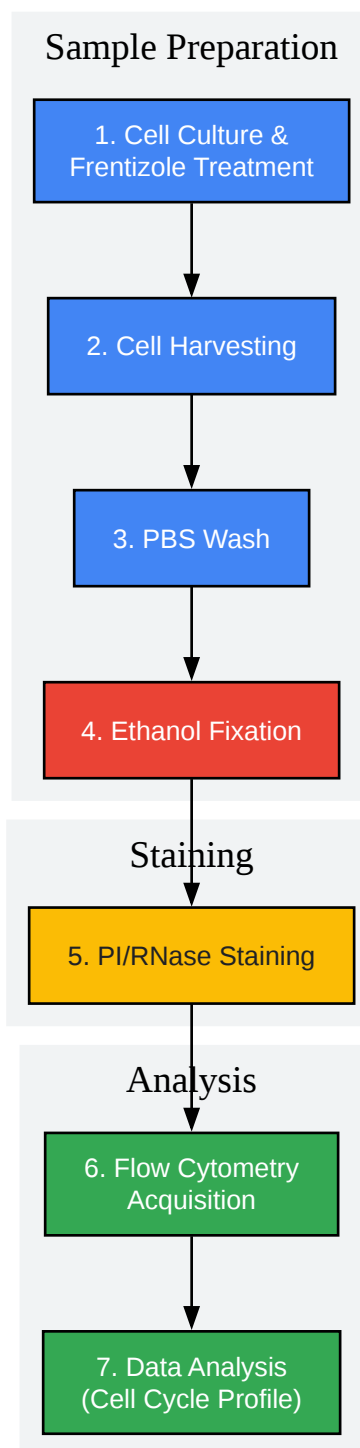 Sample Preparation
1. Cell Culture &
Frentizole Treatment
2. Cell Harvesting
3. PBS Wash
4. Ethanol Fixation
Staining
5. PI/RNase Staining
Analysis
6. Flow Cytometry
Acquisition
7. Data Analysis
(Cell Cycle Profile)